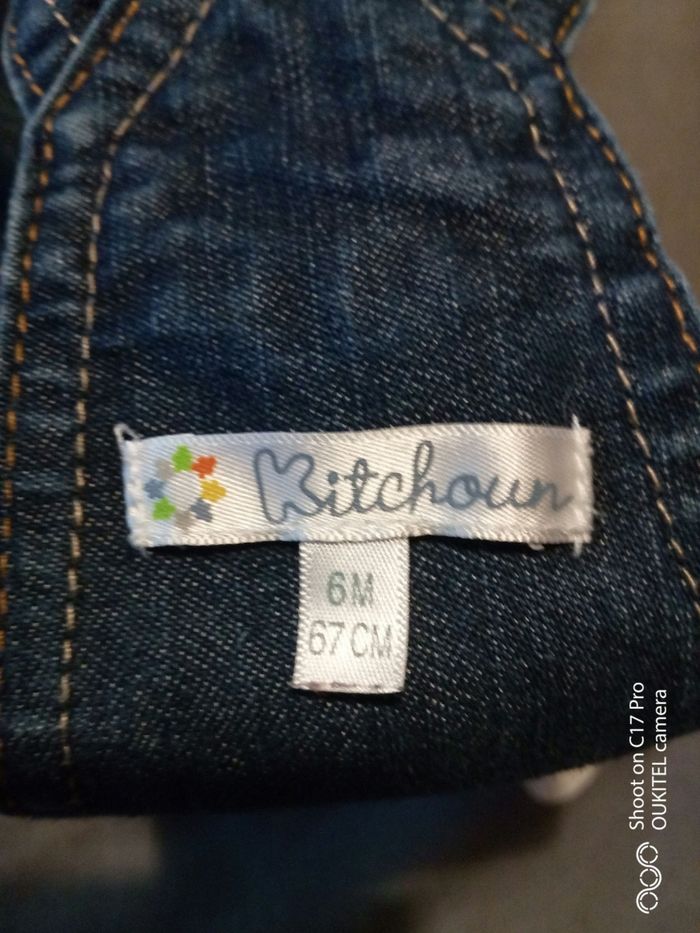 Kitchoun
6M
67 CM
Shoot on C17 Pro
OUKITEL camera